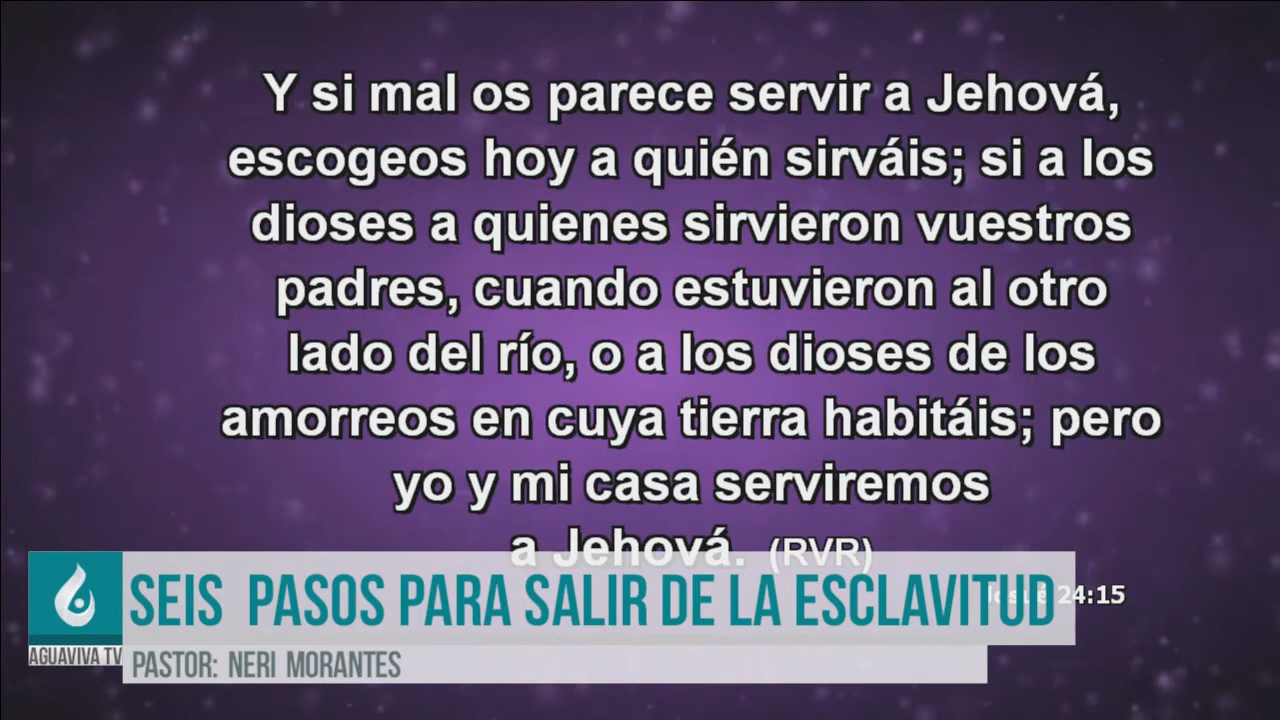 Y si mal os parece servir a Jehová,
escogeos hoy a quién sirváis; si a los
dioses a quienes sirvieron vuestros
padres, cuando estuvieron al otro
lado del río, o a los dioses de los
amorreos en cuya tierra habitáis; pero
yo y mi casa serviremos
a Jehová. (RVR)
Josué 24:15
SEIS PASOS PARA SALIR DE LA ESCLAVITUD
AGUAVIVA TV
PASTOR: NERI MORANTES